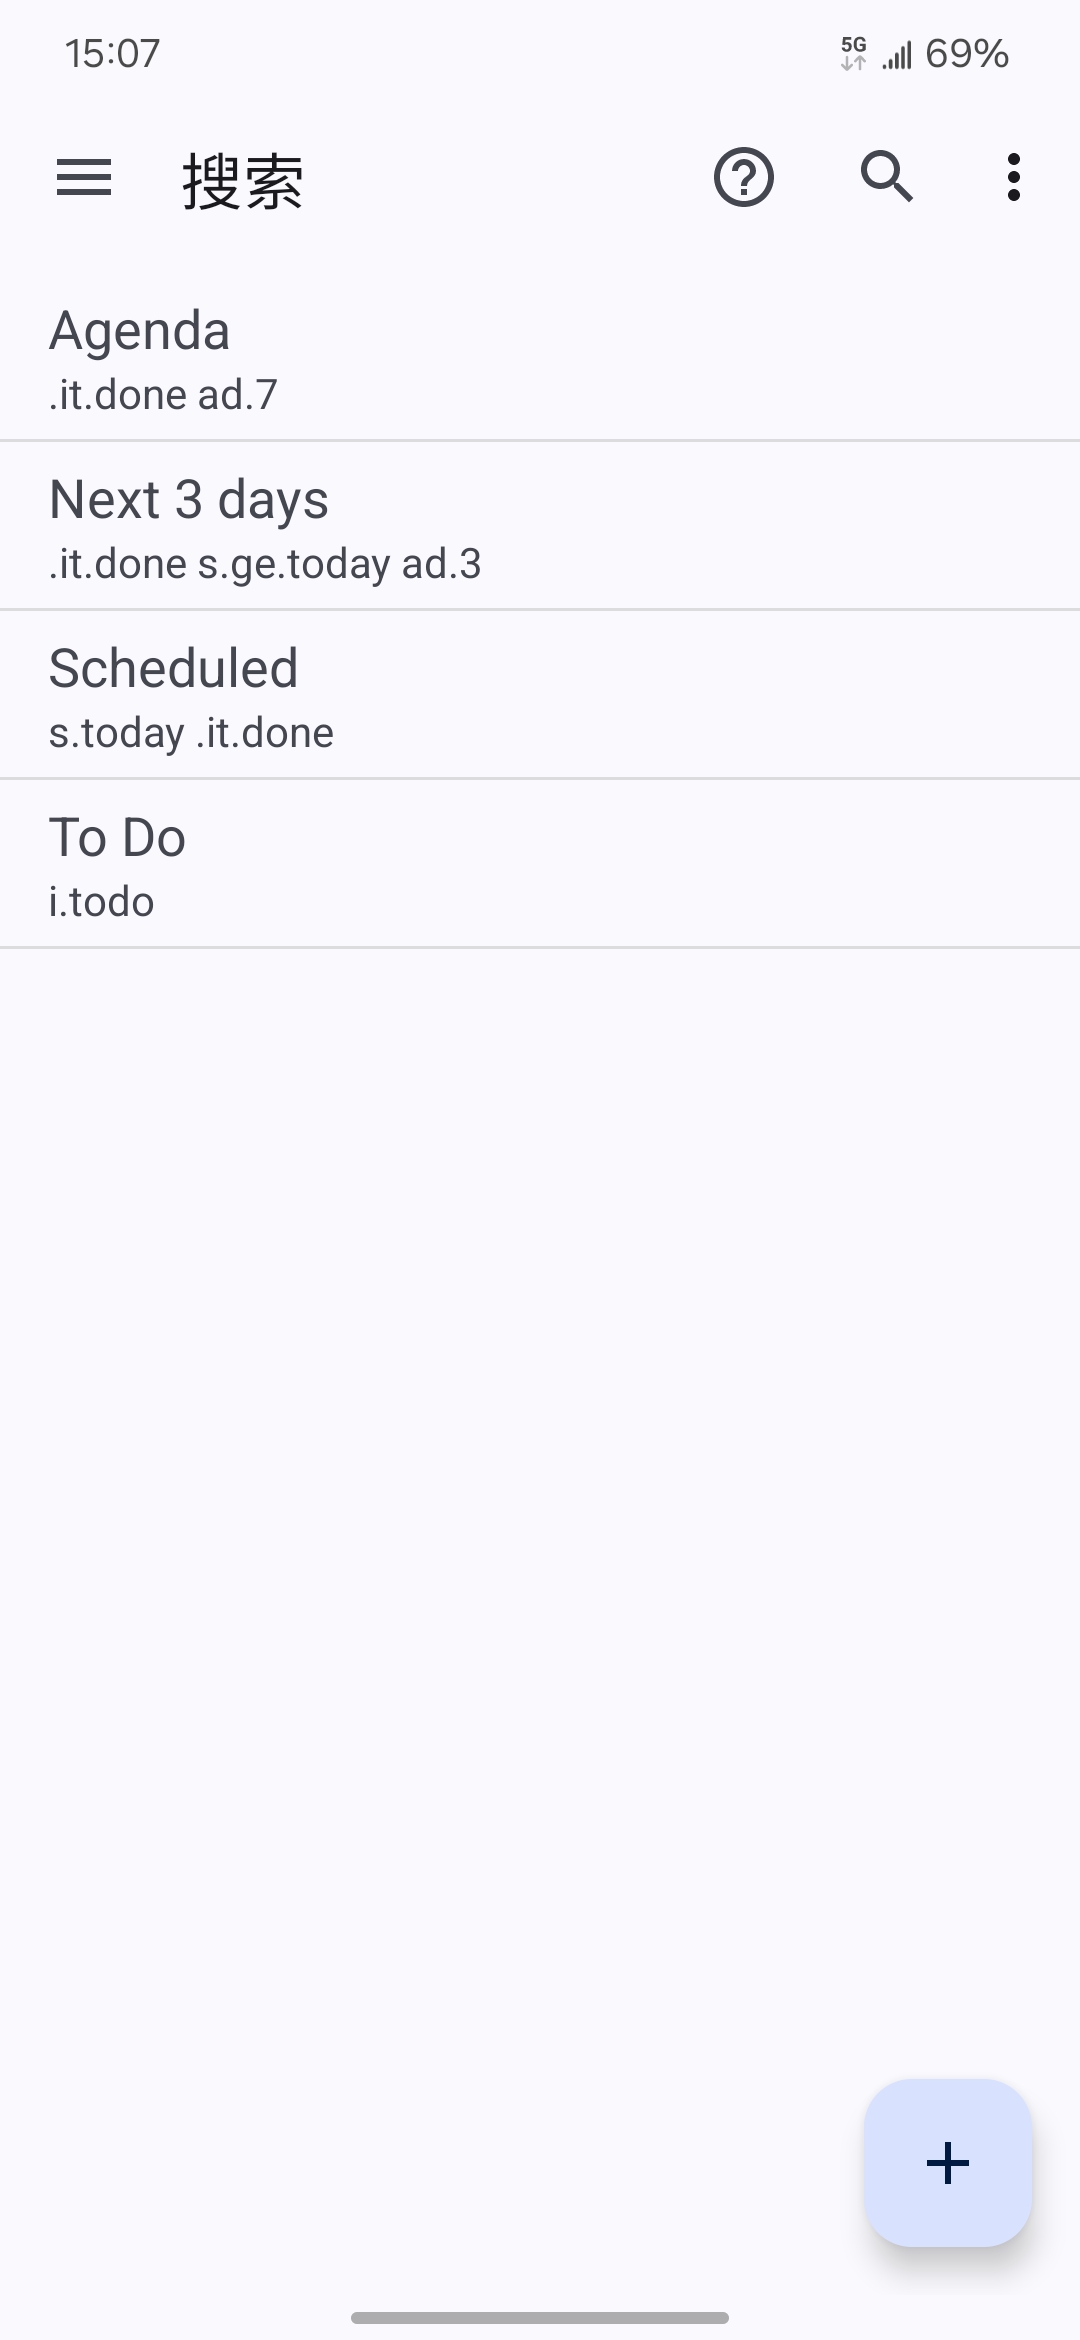 15:07
5G 69%
搜索
Agenda
.it.done ad.7
Next 3 days
.it.done s.ge.today ad.3
Scheduled
s.today .it.done
To Do
i.todo